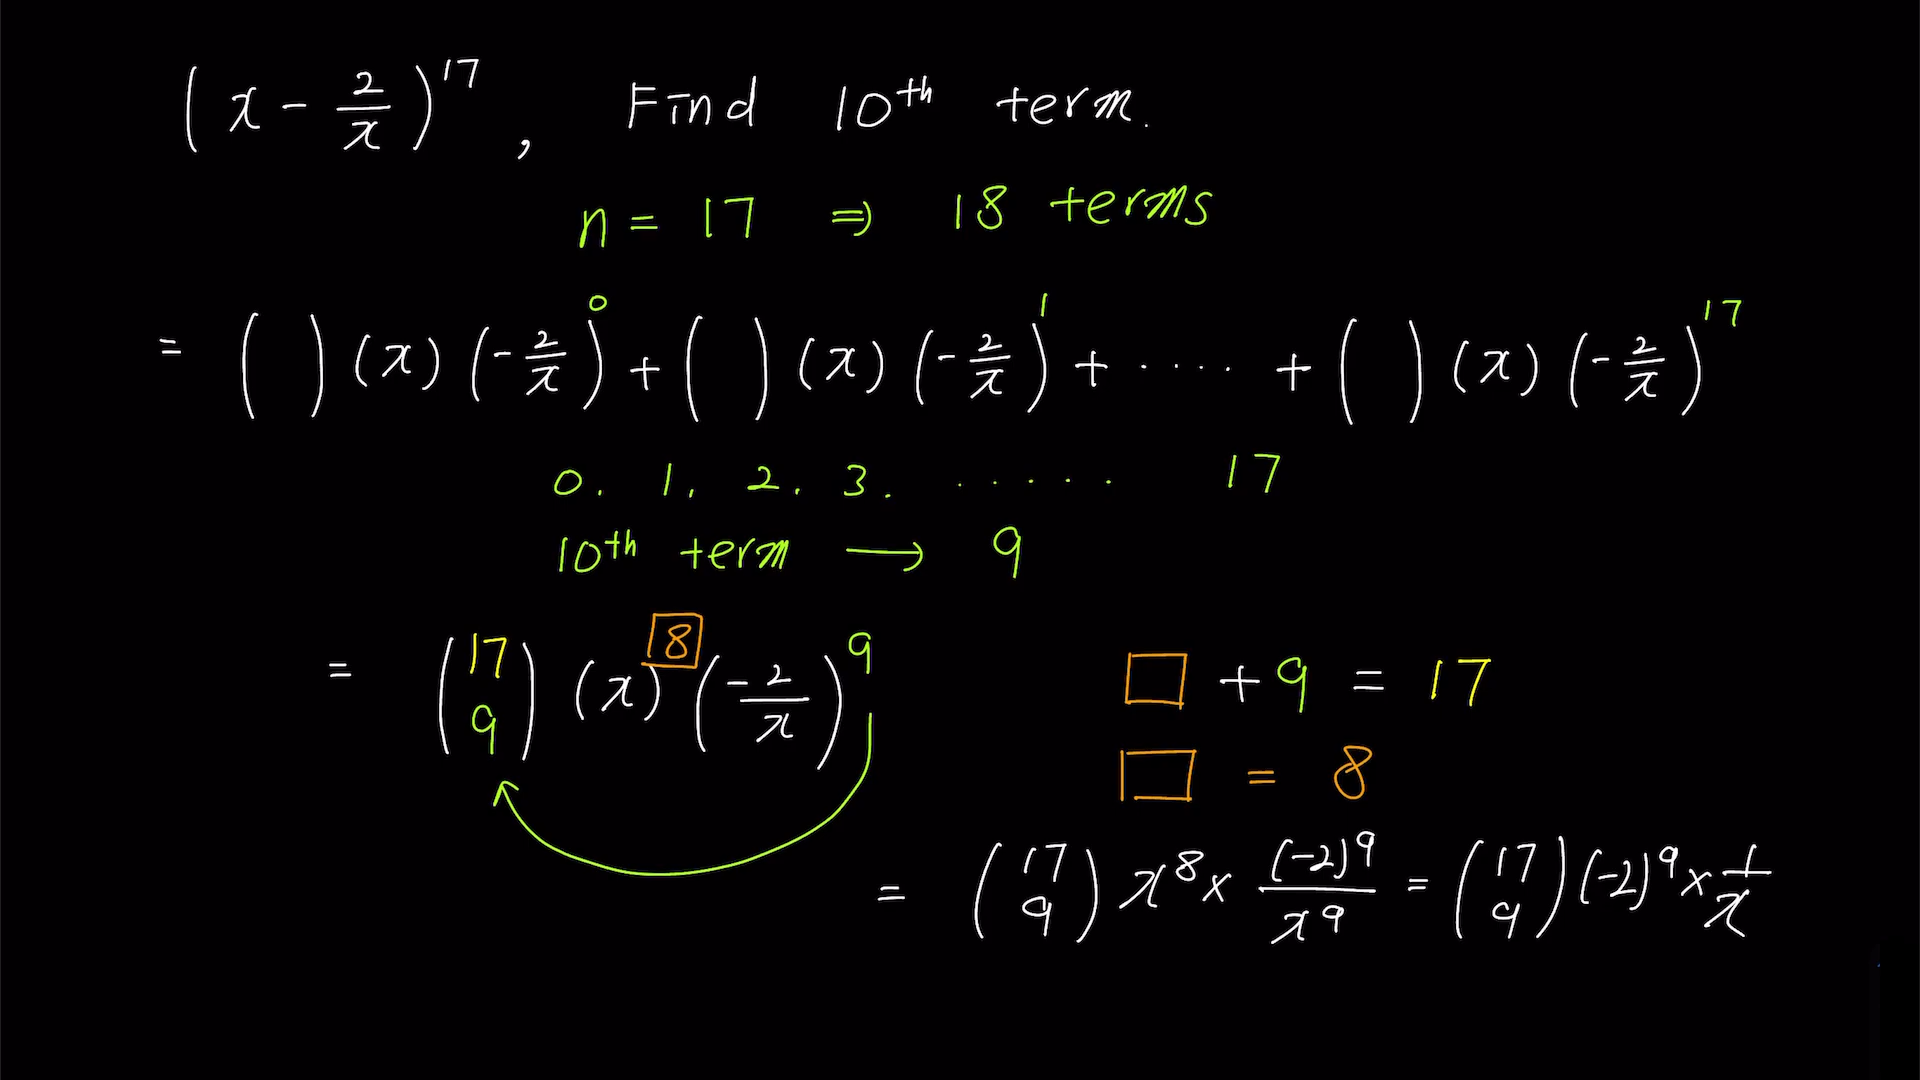 (x - 2/x)^17, Find 10th term.
n = 17 ⇒ 18 terms
= ( )(x)(-2/x)^0 + ( )(x)(-2/x)^1 + ····· + ( )(x)(-2/x)^17
0. 1. 2. 3. ······ 17
10th term → 9
= (17 9)(x)^8 (-2/x)^9
□ + 9 = 17
□ = 8
= (17 9) x^8 × (-2)^9/x^9 = (17 9)(-2)^9 × 1/x